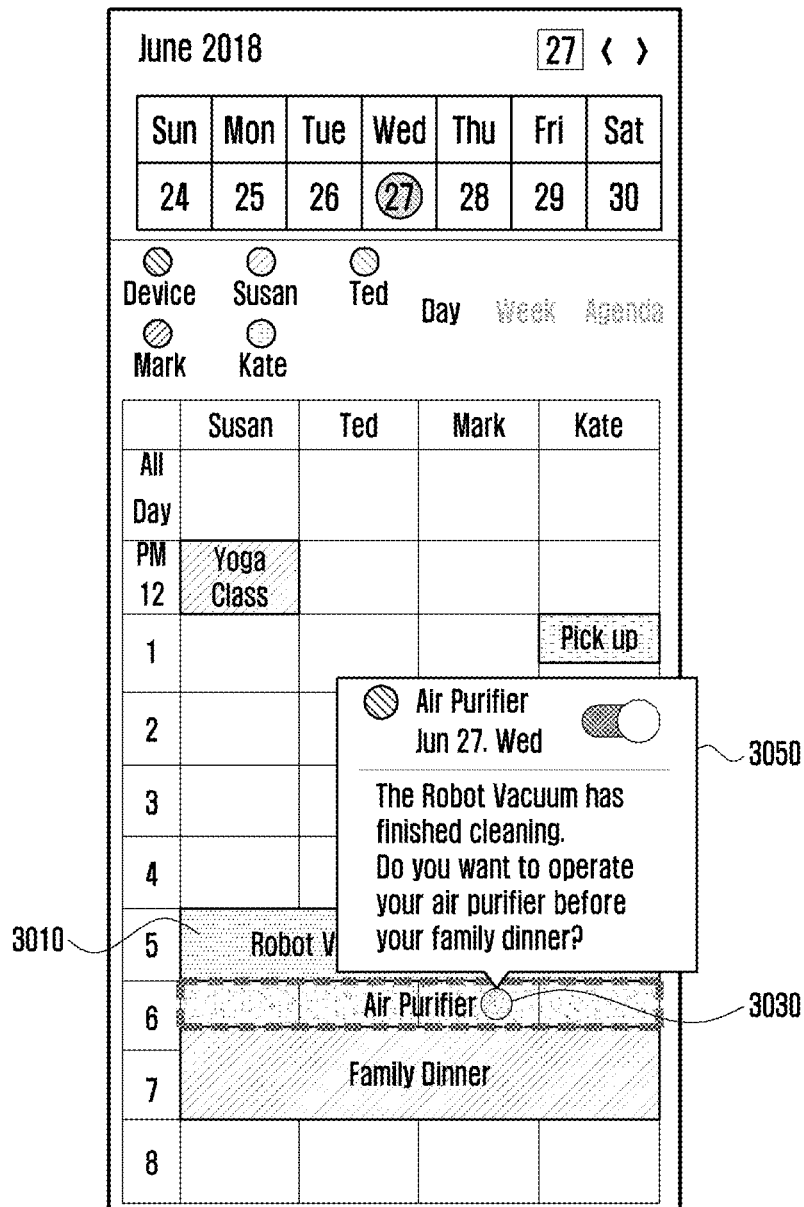 June 2018 27 < >
Sun Mon Tue Wed Thu Fri Sat
24 25 26 27 28 29 30
Device Susan Ted
Day Week Agenda
Mark Kate
Susan Ted Mark Kate
All
Day
PM
12
Yoga
Class
1
Pick up
Air Purifier
Jun 27. Wed
2
3050
The Robot Vacuum has
finished cleaning.
Do you want to operate
your air purifier before
your family dinner?
3
4
3010
5
Robot V
6
Air Purifier
3030
7
Family Dinner
8